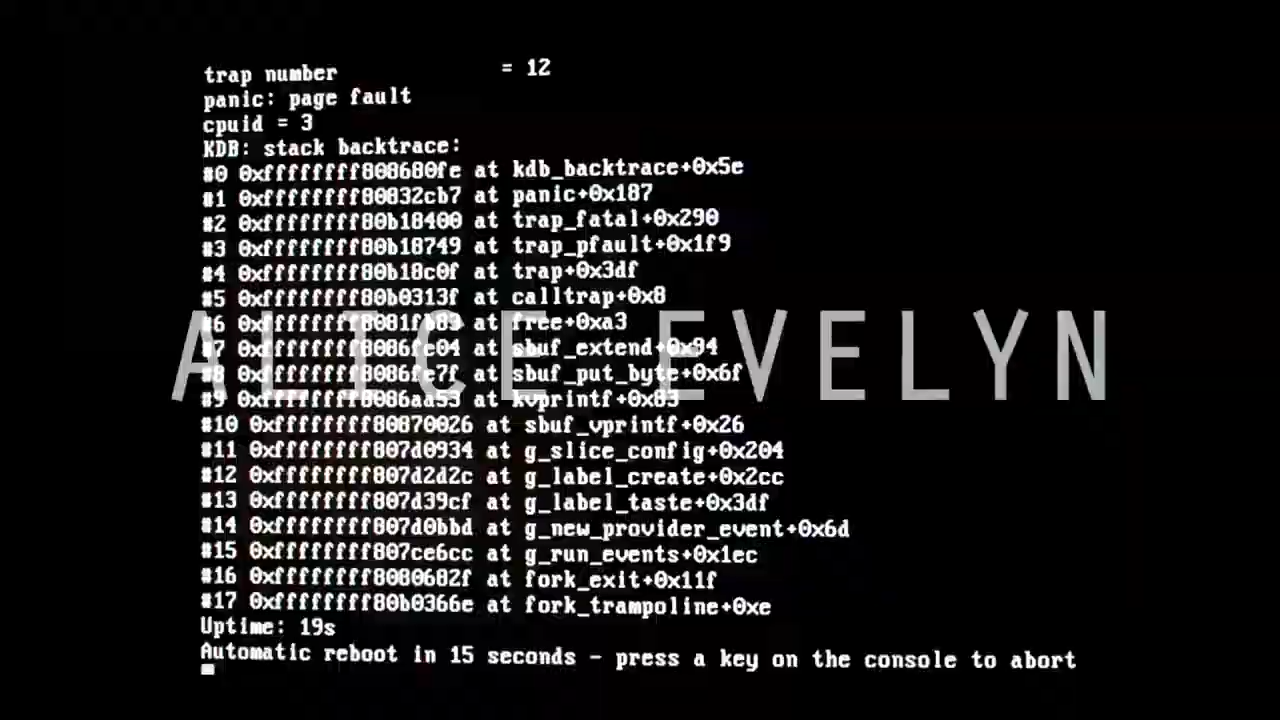 trap number = 12
panic: page fault
cpuid = 3
KDB: stack backtrace:
#0 0xffffffff808680fe at kdb_backtrace+0x5e
#1 0xffffffff80832cb7 at panic+0x187
#2 0xffffffff80b18400 at trap_fatal+0x290
#3 0xffffffff80b18749 at trap_pfault+0x1f9
#4 0xffffffff80b18c0f at trap+0x3df
#5 0xffffffff80b0313f at calltrap+0x8
#6 0xffffffff8081fb89 at free+0xa3
#7 0xffffffff8086fc04 at sbuf_extend+0x94
#8 0xffffffff8086fe7f at sbuf_put_byte+0x6f
#9 0xffffffff8086aa53 at kvprintf+0x83
ALICE EVELYN
#10 0xffffffff80870026 at sbuf_vprintf+0x26
#11 0xffffffff807d0934 at g_slice_config+0x204
#12 0xffffffff807d2d2c at g_label_create+0x2cc
#13 0xffffffff807d39cf at g_label_taste+0x3df
#14 0xffffffff807d0bbd at g_new_provider_event+0x6d
#15 0xffffffff807ce6cc at g_run_events+0x1ec
#16 0xffffffff8080682f at fork_exit+0x11f
#17 0xffffffff80b0366e at fork_trampoline+0xe
Uptime: 19s
Automatic reboot in 15 seconds - press a key on the console to abort